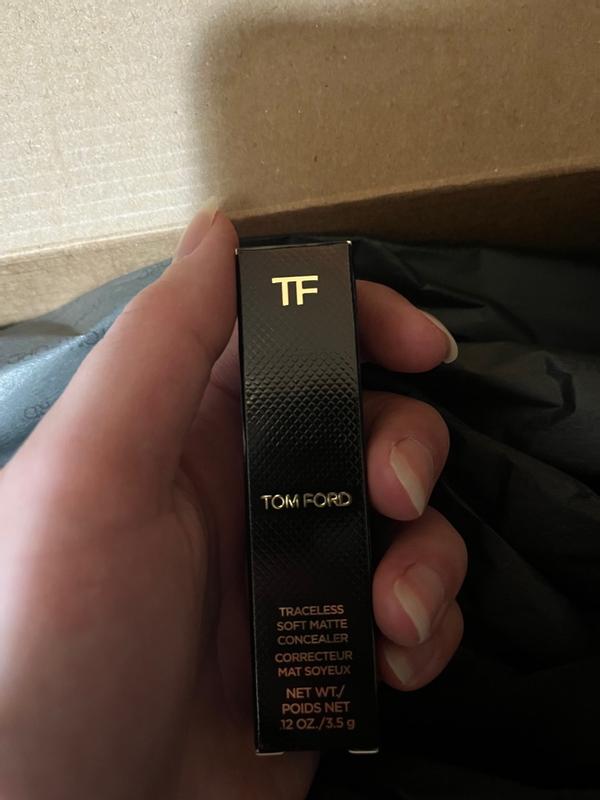 TF
TOM FORD
TRACELESS
SOFT MATTE
CONCEALER
CORRECTEUR
MAT SOYEUX
NET WT./
POIDS NET
.12 OZ./3.5 g